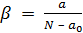 β = a / (N − a₀)